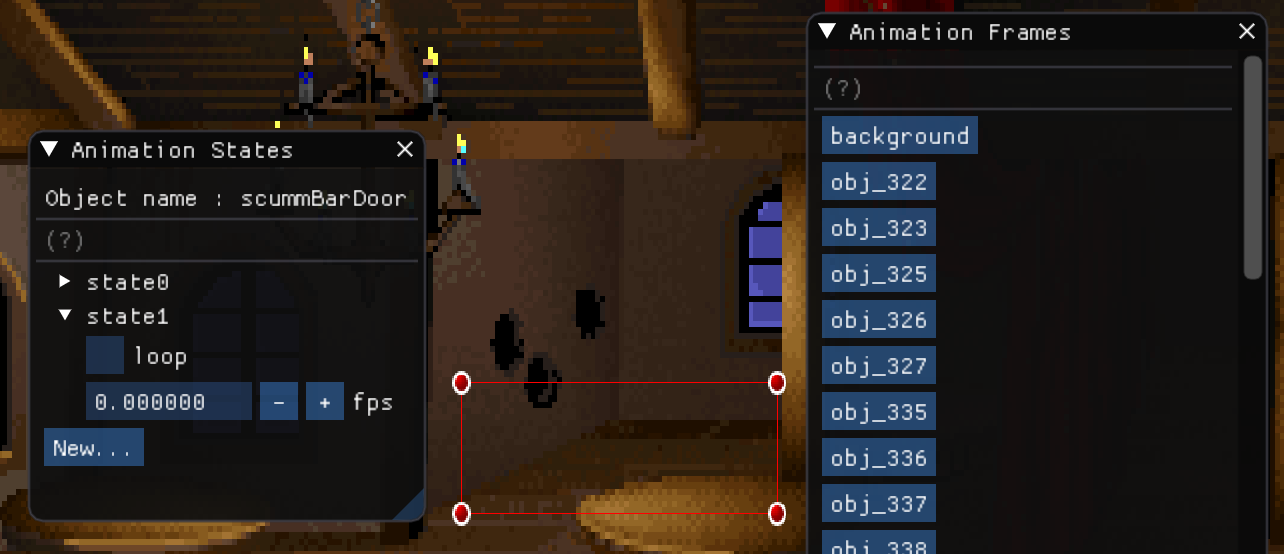 Animation States
Object name : scummBarDoor
(?)
state0
state1
loop
0.000000 - + fps
New...
Animation Frames
(?)
background
obj_322
obj_323
obj_325
obj_326
obj_327
obj_335
obj_336
obj_337
obj_338